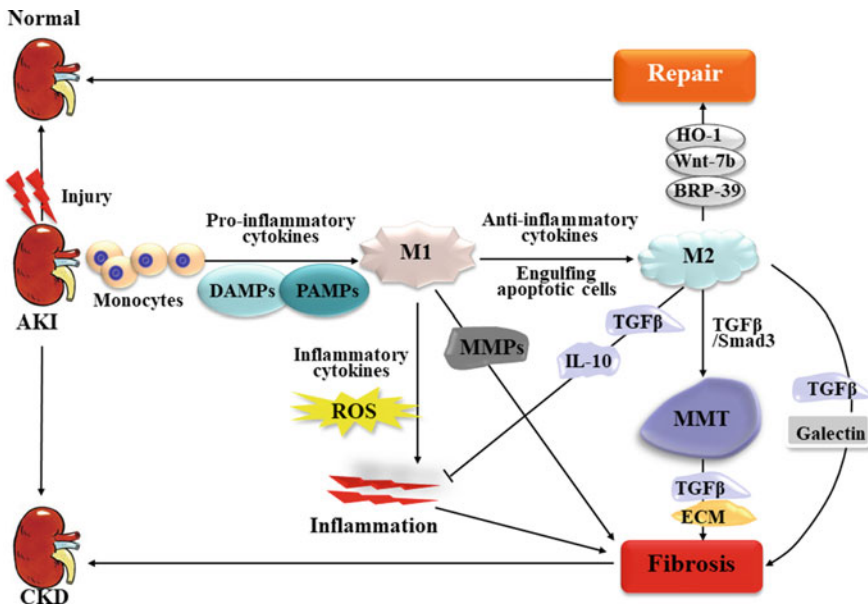 Normal
Repair
HO-1
Wnt-7b
BRP-39
Injury
Pro-inflammatory
cytokines
Anti-inflammatory
cytokines
M1
M2
Monocytes
DAMPs
PAMPs
Engulfing
apoptotic cells
AKI
TGFβ
TGFβ
/Smad3
Inflammatory
cytokines
MMPs
IL-10
ROS
MMT
TGFβ
Galectin
TGFβ
ECM
Inflammation
Fibrosis
CKD